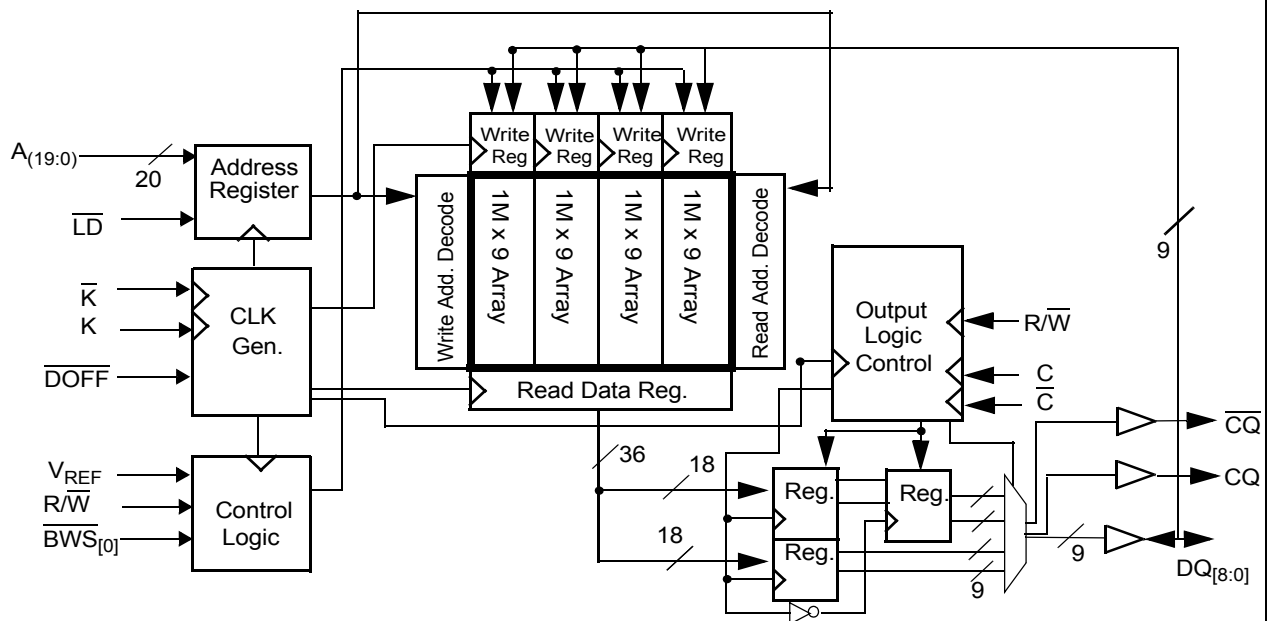 A(19:0)
20
LD
Address
Register
K
K
DOFF
CLK
Gen.
VREF
R/W
BWS[0]
Control
Logic
Write
Reg
Write
Reg
Write
Reg
Write
Reg
Write Add. Decode
1M x 9 Array
1M x 9 Array
1M x 9 Array
1M x 9 Array
Read Add. Decode
Read Data Reg.
36
18
18
Output
Logic
Control
R/W
C
C
Reg.
Reg.
Reg.
9
9
9
CQ
CQ
DQ[8:0]